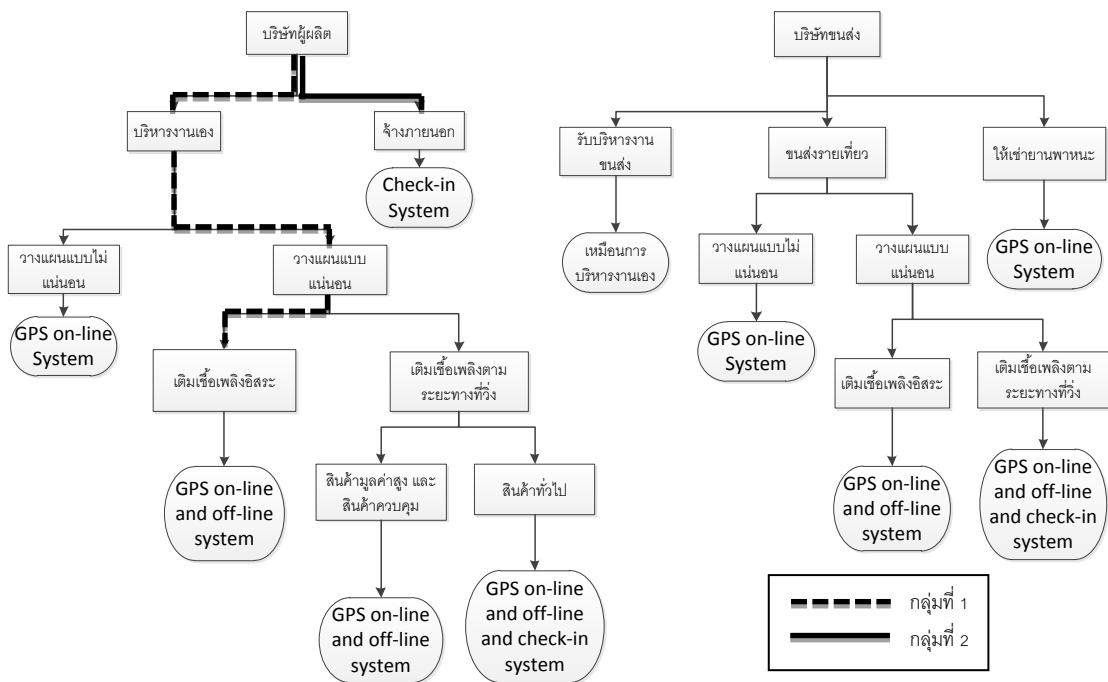 บริษัทผู้ผลิต
บริหารงานเอง
จ้างภายนอก
Check-in
System
วางแผนแบบไม่
แน่นอน
วางแผนแบบ
แน่นอน
GPS on-line
System
เติมเชื้อเพลิงอิสระ
เติมเชื้อเพลิงตาม
ระยะทางที่วิ่ง
GPS on-line
and off-line
system
สินค้ามูลค่าสูง และ
สินค้าควบคุม
สินค้าทั่วไป
GPS on-line
and off-line
system
GPS on-line
and off-line
and check-in
system
บริษัทขนส่ง
รับบริหารงาน
ขนส่ง
ขนส่งรายเที่ยว
ให้เช่ายานพาหนะ
เหมือนการ
บริหารงานเอง
วางแผนแบบไม่
แน่นอน
วางแผนแบบ
แน่นอน
GPS on-line
System
GPS on-line
System
เติมเชื้อเพลิงอิสระ
เติมเชื้อเพลิงตาม
ระยะทางที่วิ่ง
GPS on-line
and off-line
system
GPS on-line
and off-line
and check-in
system
กลุ่มที่ 1
กลุ่มที่ 2